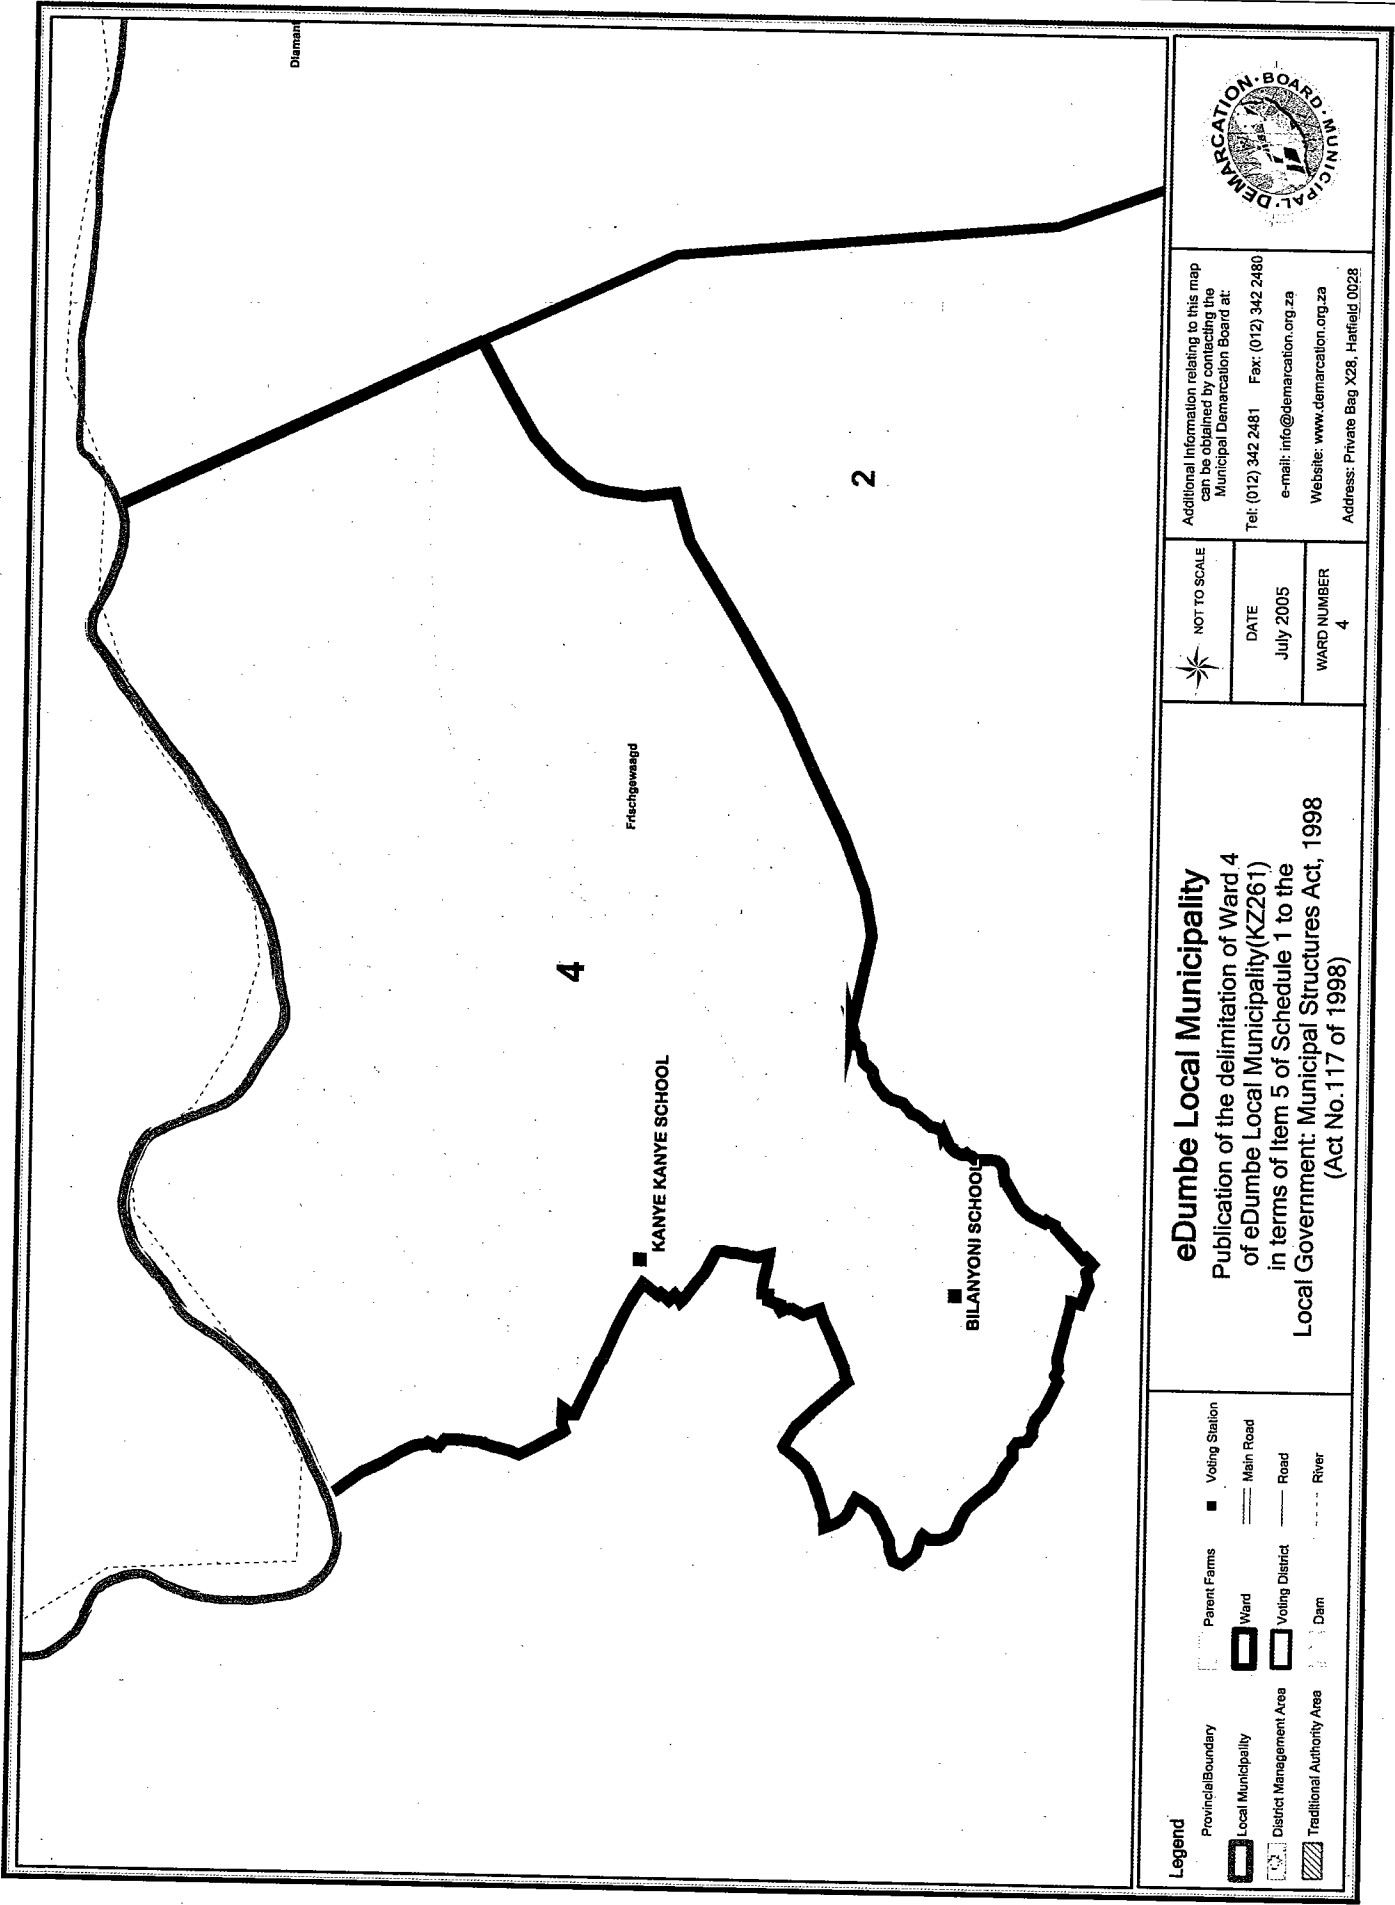 Diamant
2
Frischgewaagd
4
KANYE KANYE SCHOOL
BILANYONI SCHOOL
Legend
ProvincialBoundary
Local Municipality
District Management Area
Traditional Authority Area
Parent Farms
Ward
Voting District
Dam
Voting Station
Main Road
Road
River
eDumbe Local Municipality
Publication of the delimitation of Ward 4
of eDumbe Local Municipality(KZ261)
in terms of Item 5 of Schedule 1 to the
Local Government: Municipal Structures Act, 1998
(Act No.117 of 1998)
NOT TO SCALE
DATE
July 2005
WARD NUMBER
4
Additional Information relating to this map
can be obtained by contacting the
Municipal Demarcation Board at:
Tel: (012) 342 2481 Fax: (012) 342 2480
e-mail: info@demarcation.org.za
Website: www.demarcation.org.za
Address: Private Bag X28, Hatfield 0028
MUNICIPAL · DEMARCATION · BOARD ·